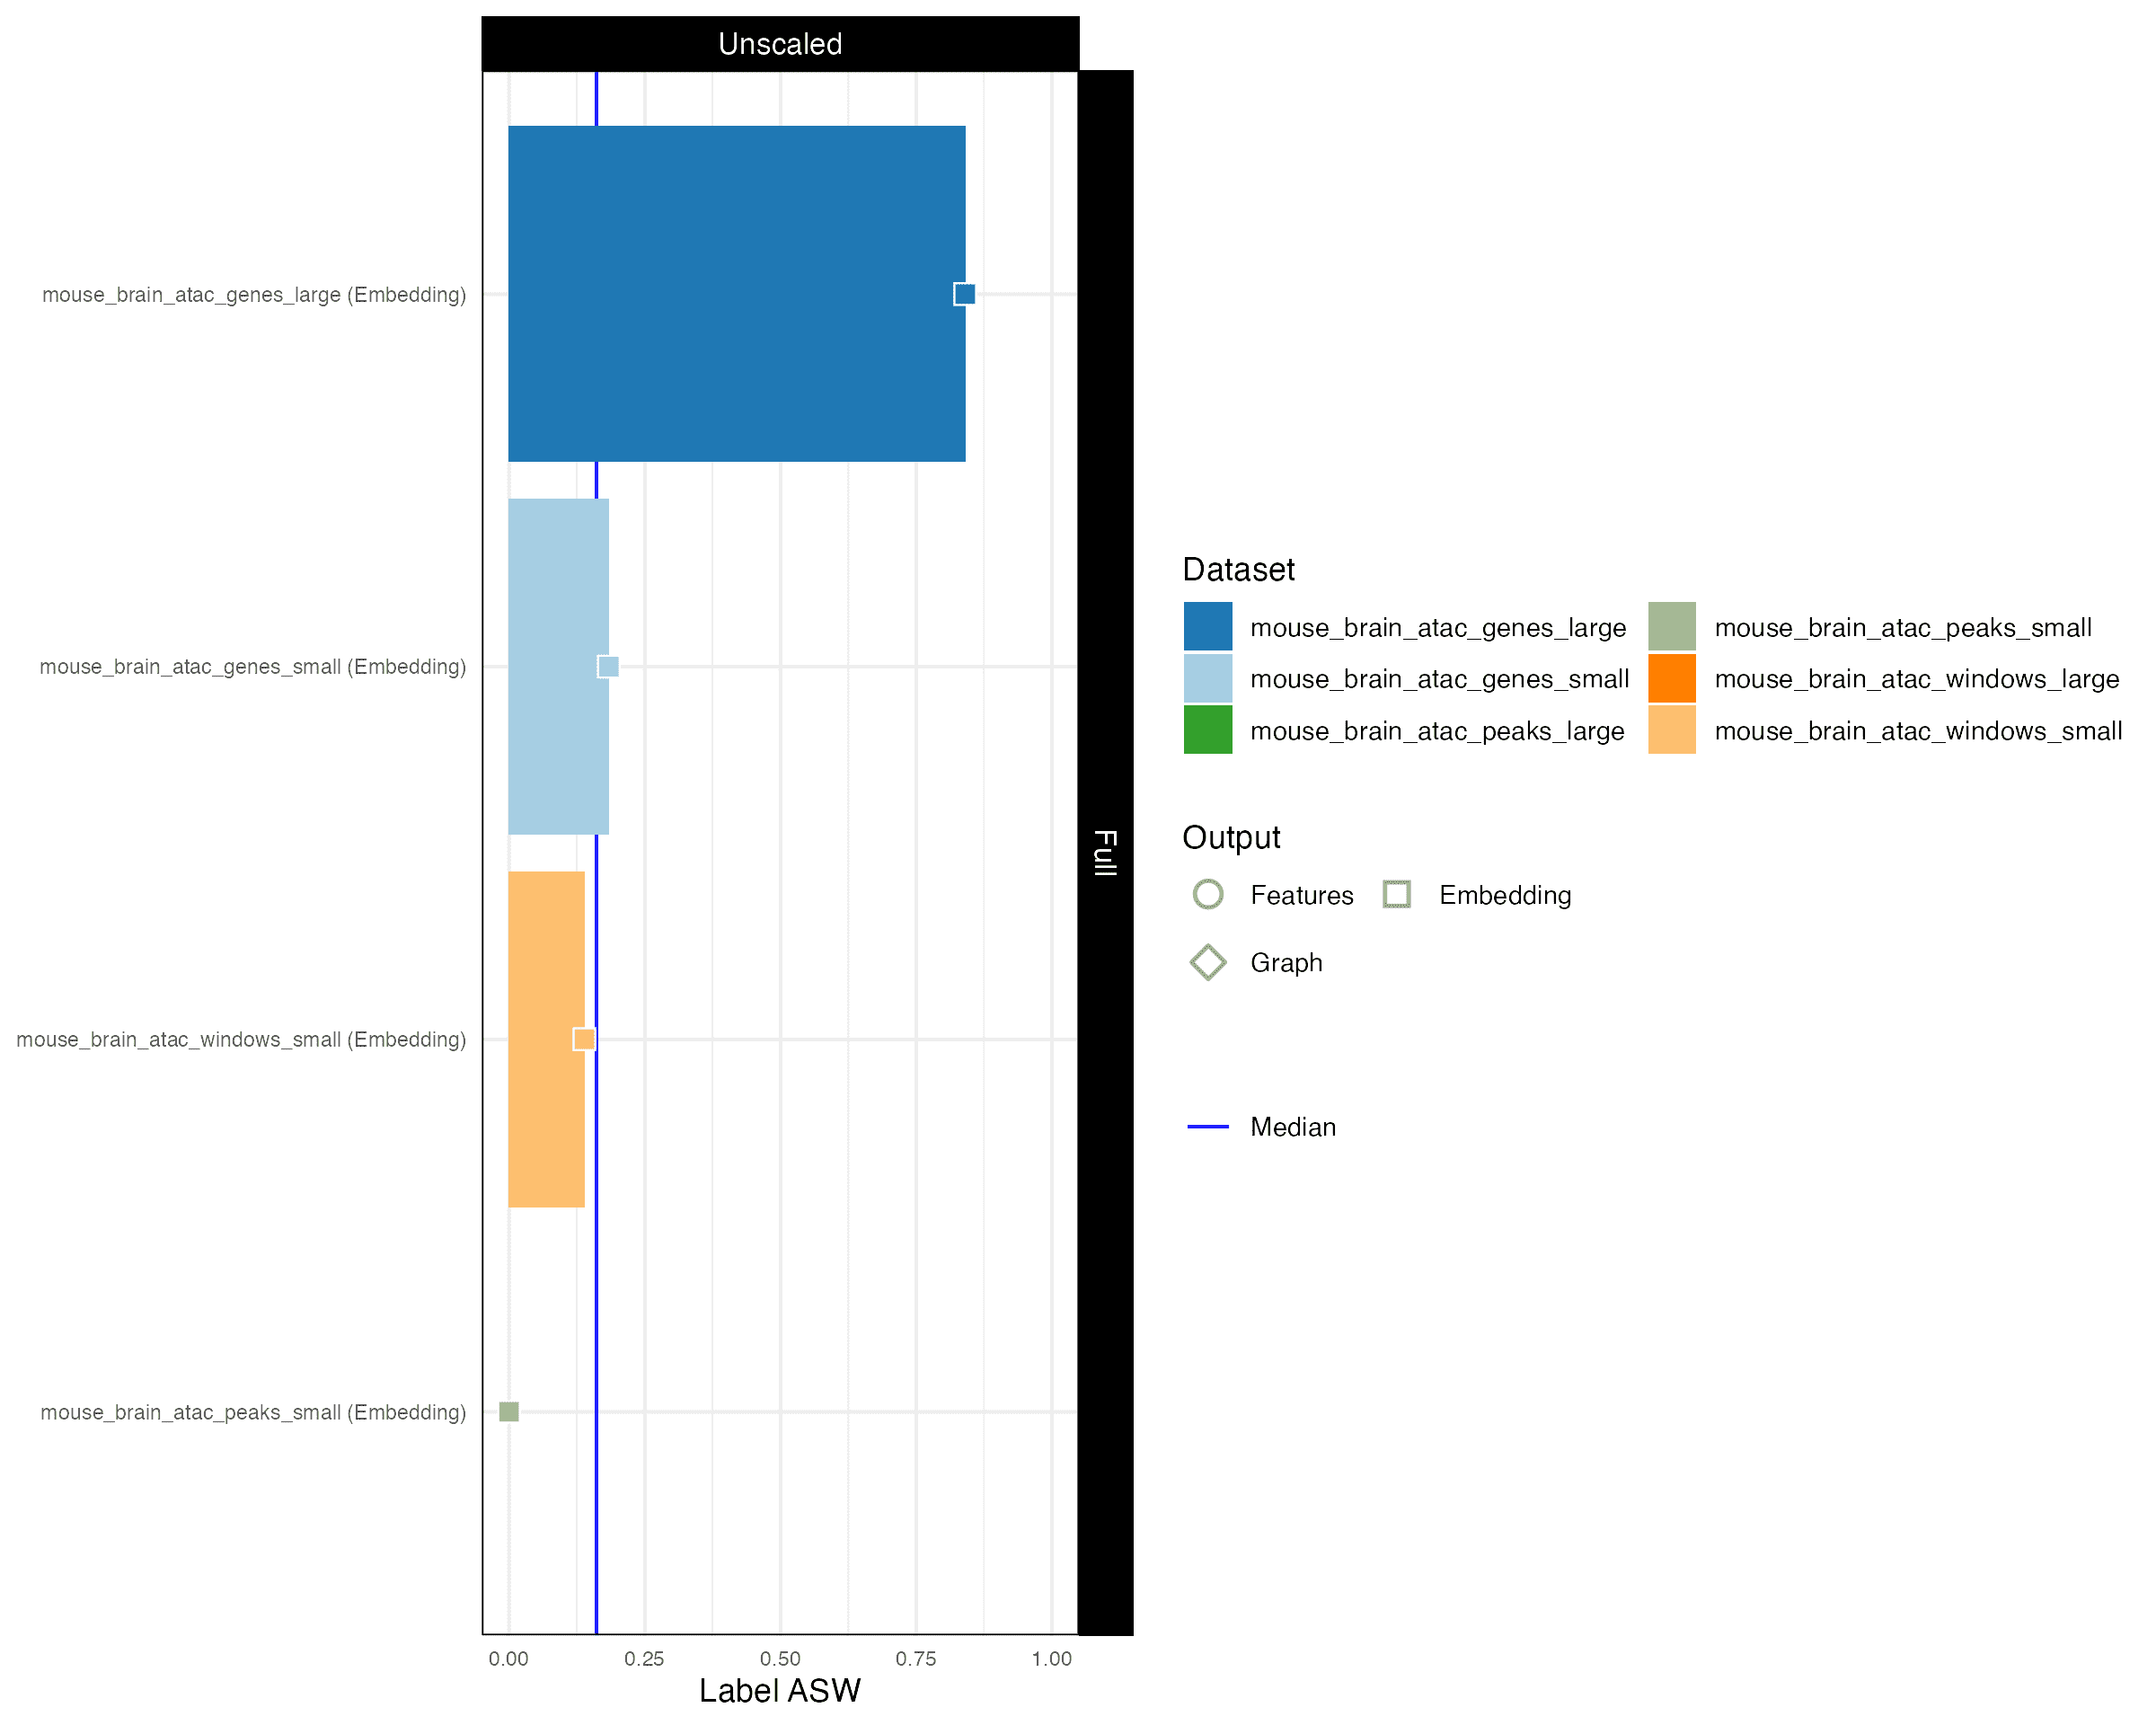 Unscaled
mouse_brain_atac_genes_large (Embedding)
mouse_brain_atac_genes_small (Embedding)
mouse_brain_atac_windows_small (Embedding)
mouse_brain_atac_peaks_small (Embedding)
Full
0.00 0.25 0.50 0.75 1.00
Label ASW
Dataset
mouse_brain_atac_genes_large mouse_brain_atac_peaks_small
mouse_brain_atac_genes_small mouse_brain_atac_windows_large
mouse_brain_atac_peaks_large mouse_brain_atac_windows_small
Output
Features Embedding
Graph
Median